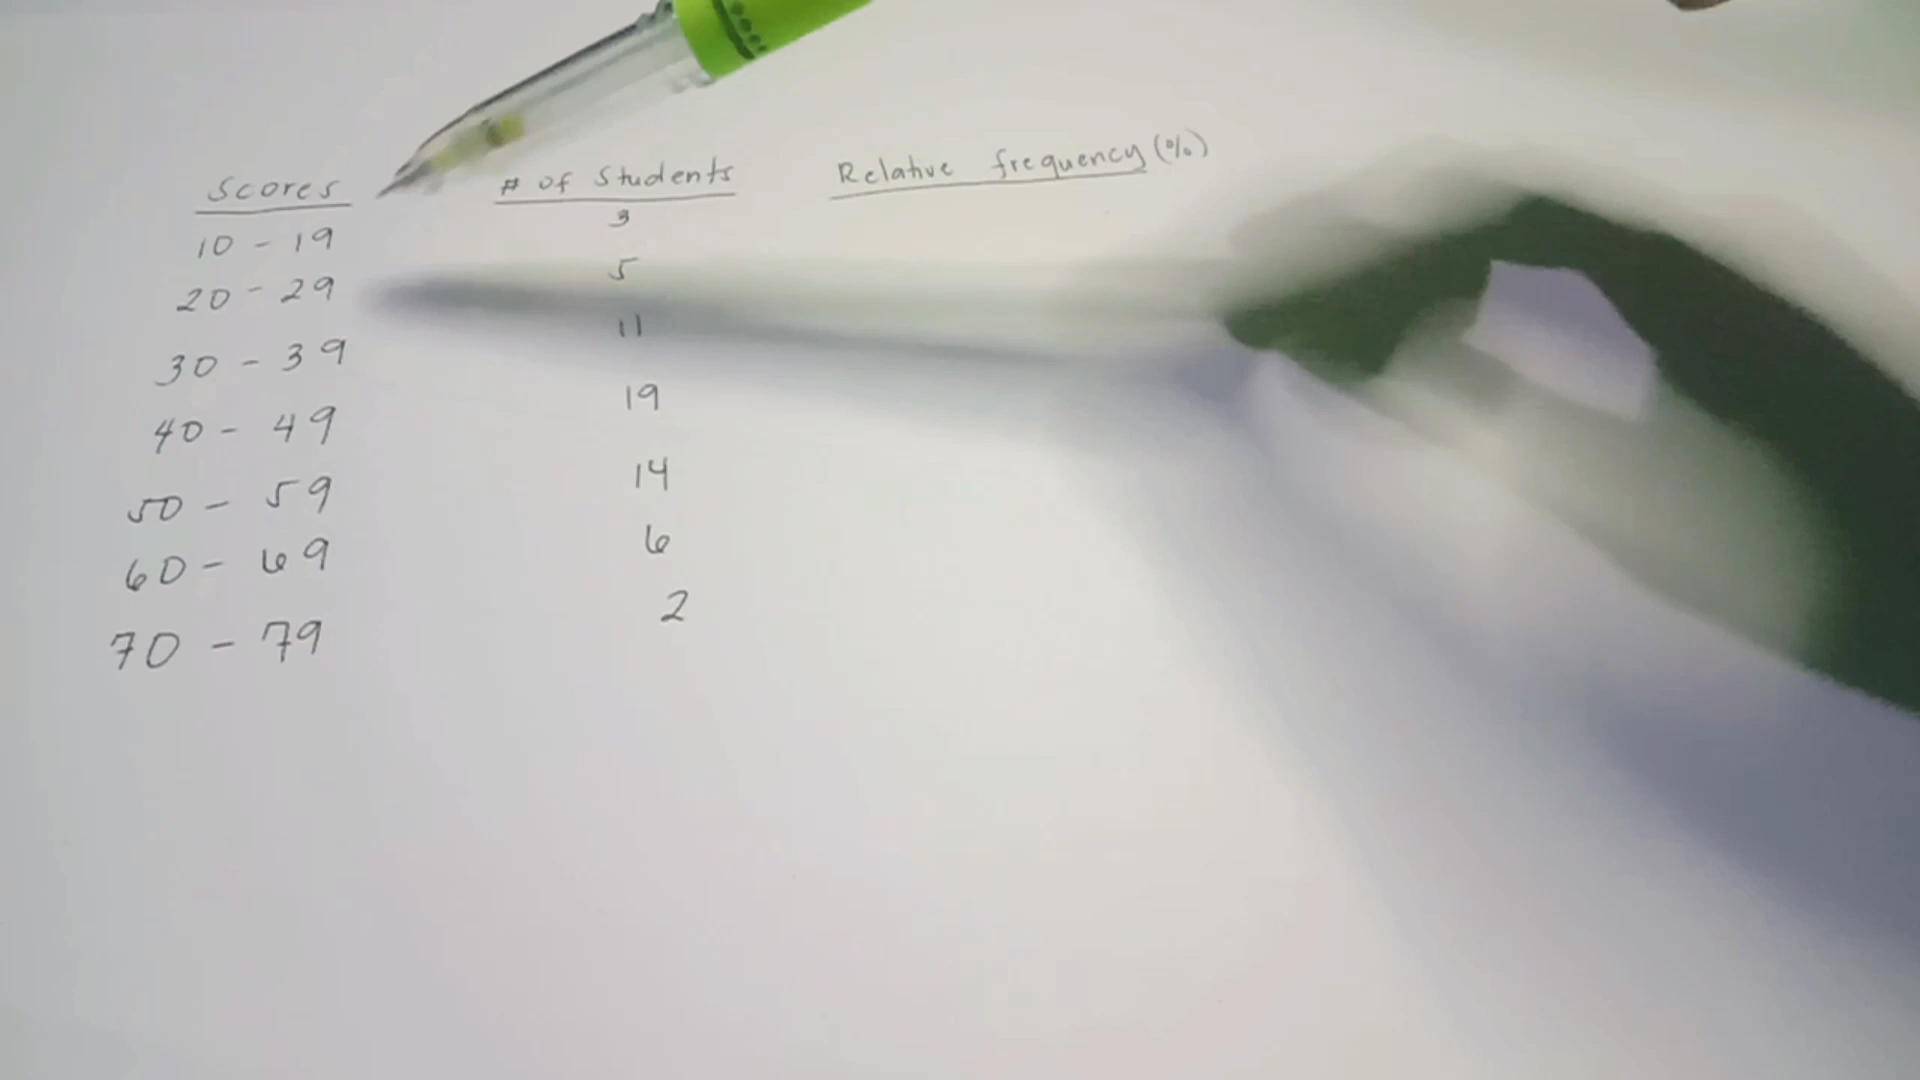 Scores # of Students Relative frequency (%)
10 - 19 3
20 - 29 5
30 - 39 11
40 - 49 19
50 - 59 14
60 - 69 6
70 - 79 2